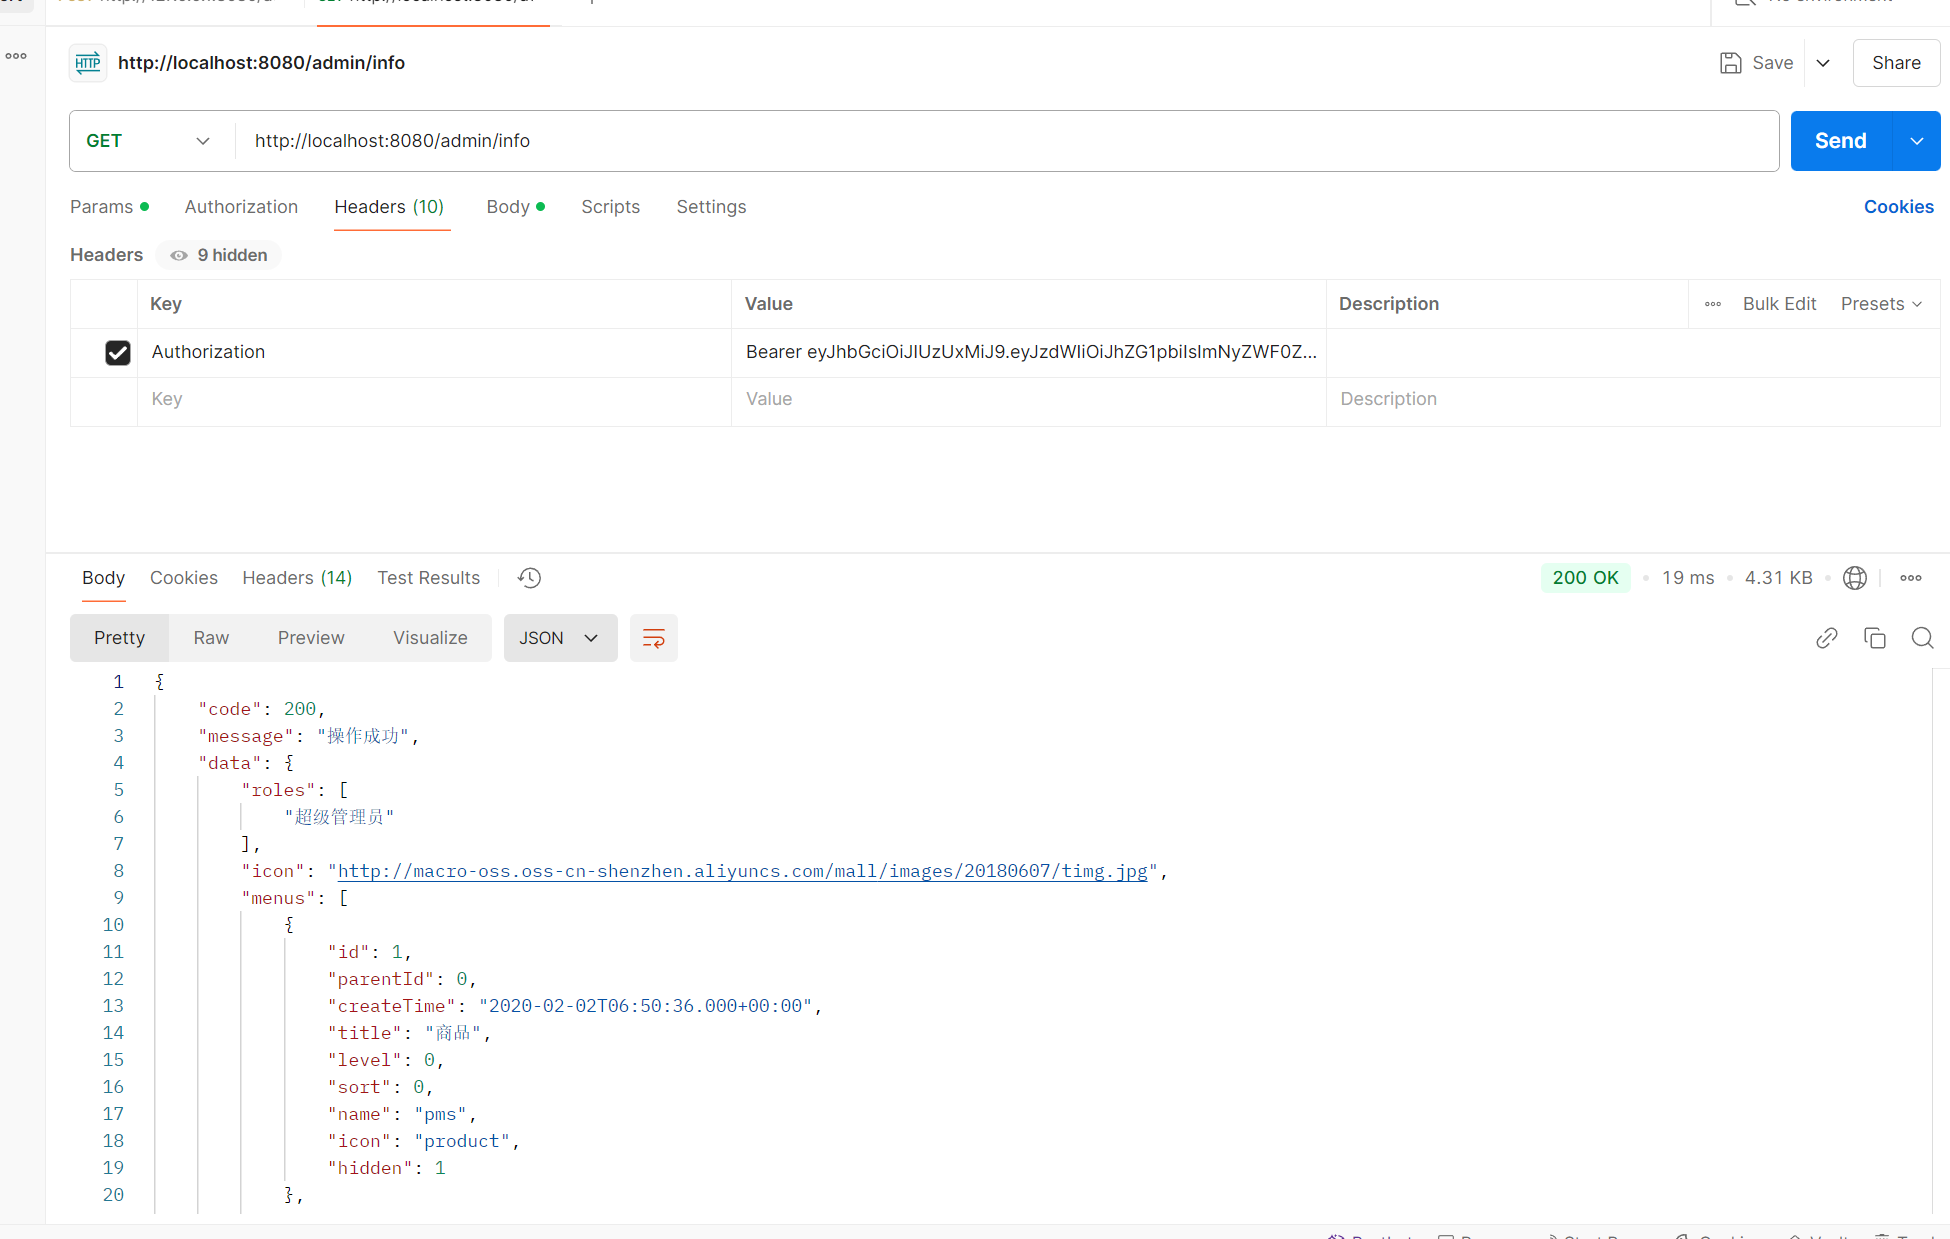 http://localhost:8080/admin/info
Save
Share
GET
http://localhost:8080/admin/info
Send
Params
Authorization
Headers (10)
Body
Scripts
Settings
Cookies
Headers
9 hidden
Key
Value
Description
Bulk Edit
Presets
Authorization
Bearer eyJhbGciOiJIUzUxMiJ9.eyJzdWIiOiJhZG1pbiIsImNyZWF0Z...
Key
Value
Description
Body
Cookies
Headers (14)
Test Results
200 OK
19 ms
4.31 KB
Pretty
Raw
Preview
Visualize
JSON
1 {
2 "code": 200,
3 "message": "操作成功",
4 "data": {
5 "roles": [
6 "超级管理员"
7 ],
8 "icon": "http://macro-oss.oss-cn-shenzhen.aliyuncs.com/mall/images/20180607/timg.jpg",
9 "menus": [
10 {
11 "id": 1,
12 "parentId": 0,
13 "createTime": "2020-02-02T06:50:36.000+00:00",
14 "title": "商品",
15 "level": 0,
16 "sort": 0,
17 "name": "pms",
18 "icon": "product",
19 "hidden": 1
20 },